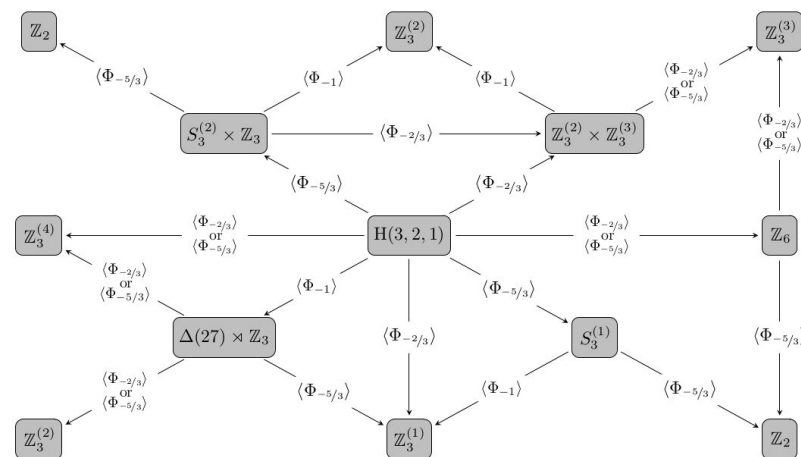 ℤ₂
ℤ₃⁽²⁾
ℤ₃⁽³⁾
⟨Φ₋₅/₃⟩
⟨Φ₋₁⟩
⟨Φ₋₁⟩
⟨Φ₋₂/₃⟩
or
⟨Φ₋₅/₃⟩
S₃⁽²⁾ × ℤ₃
⟨Φ₋₂/₃⟩
ℤ₃⁽²⁾ × ℤ₃⁽³⁾
⟨Φ₋₂/₃⟩
or
⟨Φ₋₅/₃⟩
⟨Φ₋₅/₃⟩
⟨Φ₋₂/₃⟩
ℤ₃⁽⁴⁾
⟨Φ₋₂/₃⟩
or
⟨Φ₋₅/₃⟩
H(3, 2, 1)
⟨Φ₋₂/₃⟩
or
⟨Φ₋₅/₃⟩
ℤ₆
⟨Φ₋₂/₃⟩
or
⟨Φ₋₅/₃⟩
⟨Φ₋₁⟩
⟨Φ₋₅/₃⟩
Δ(27) ⋊ ℤ₃
⟨Φ₋₂/₃⟩
S₃⁽¹⁾
⟨Φ₋₅/₃⟩
⟨Φ₋₂/₃⟩
or
⟨Φ₋₅/₃⟩
⟨Φ₋₅/₃⟩
⟨Φ₋₁⟩
⟨Φ₋₅/₃⟩
ℤ₃⁽²⁾
ℤ₃⁽¹⁾
ℤ₂